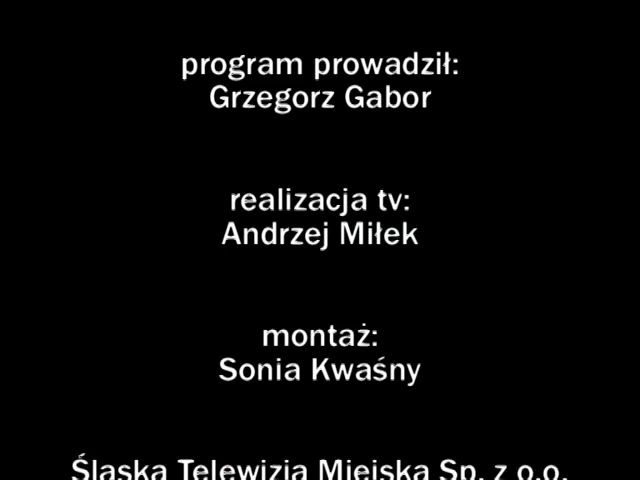 program prowadził:
Grzegorz Gabor
realizacja tv:
Andrzej Miłek
montaż:
Sonia Kwaśny
Śląska Telewizja Miejska Sp. z o.o.